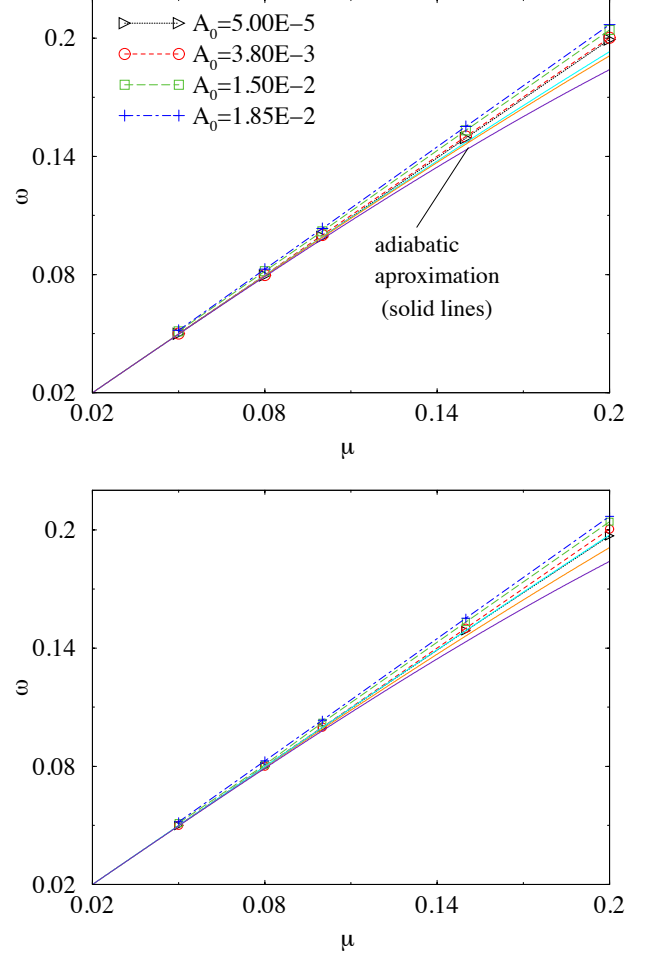 A₀=5.00E−5
A₀=3.80E−3
A₀=1.50E−2
A₀=1.85E−2
0.2
0.14
0.08
0.02
ω
adiabatic
aproximation
(solid lines)
0.02 0.08 0.14 0.2
μ
0.2
0.14
0.08
0.02
ω
0.02 0.08 0.14 0.2
μ